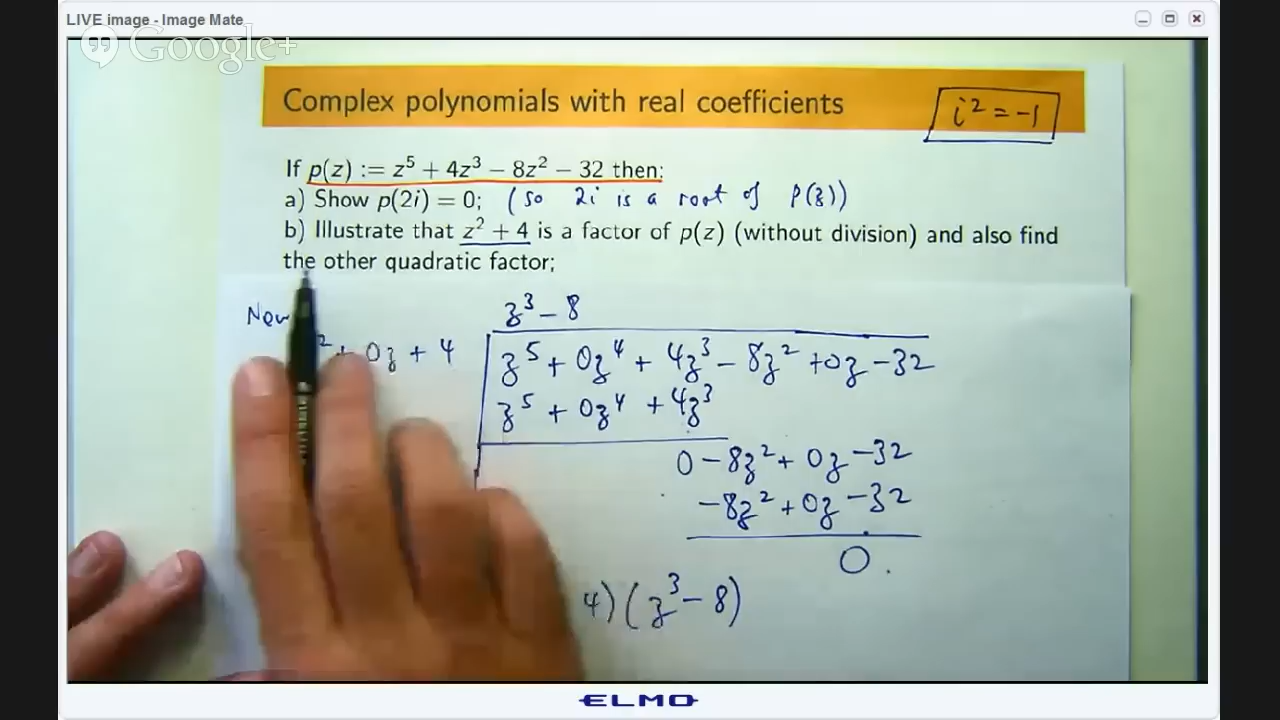 LIVE image - Image Mate
Google+
Complex polynomials with real coefficients
i² = -1
If p(z) := z⁵ + 4z³ − 8z² − 32 then:
a) Show p(2i) = 0; (so 2i is a root of p(z))
b) Illustrate that z² + 4 is a factor of p(z) (without division) and also find
the other quadratic factor;
z³ - 8
² + 0z + 4
z⁵ + 0z⁴ + 4z³ - 8z² + 0z - 32
z⁵ + 0z⁴ + 4z³
0 - 8z² + 0z - 32
- 8z² + 0z - 32
0.
4)(z³ - 8)
ELMO